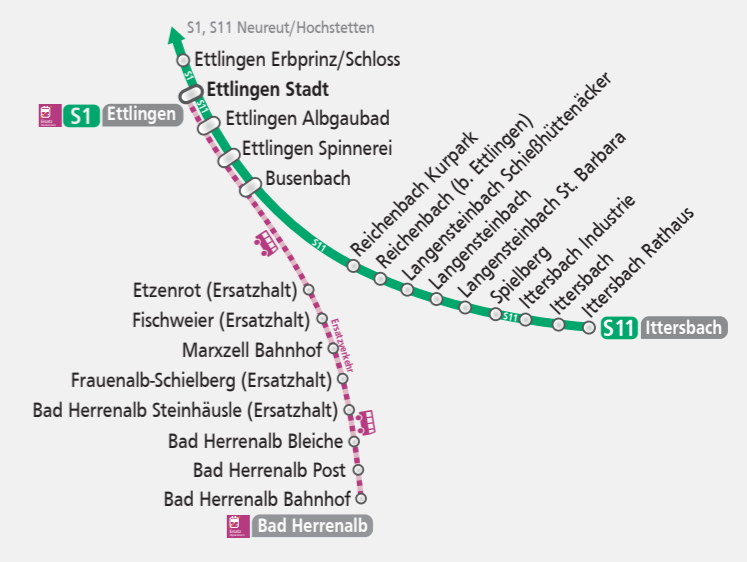 S1, S11 Neureut/Hochstetten
Ettlingen Erbprinz/Schloss
S1
Ettlingen Stadt
S11
S1 Ettlingen
Ettlingen Albgaubad
Ettlingen Spinnerei
Busenbach
S11
Reichenbach Kurpark
Reichenbach (b. Ettlingen)
Langensteinbach Schießhüttenäcker
Langensteinbach
Langensteinbach St. Barbara
Spielberg
Ittersbach Industrie
Ittersbach
Ittersbach Rathaus
S11
S11 Ittersbach
Etzenrot (Ersatzhalt)
Fischweier (Ersatzhalt)
Ersatzverkehr
Marxzell Bahnhof
Frauenalb-Schielberg (Ersatzhalt)
Bad Herrenalb Steinhäusle (Ersatzhalt)
Bad Herrenalb Bleiche
Bad Herrenalb Post
Bad Herrenalb Bahnhof
Bad Herrenalb